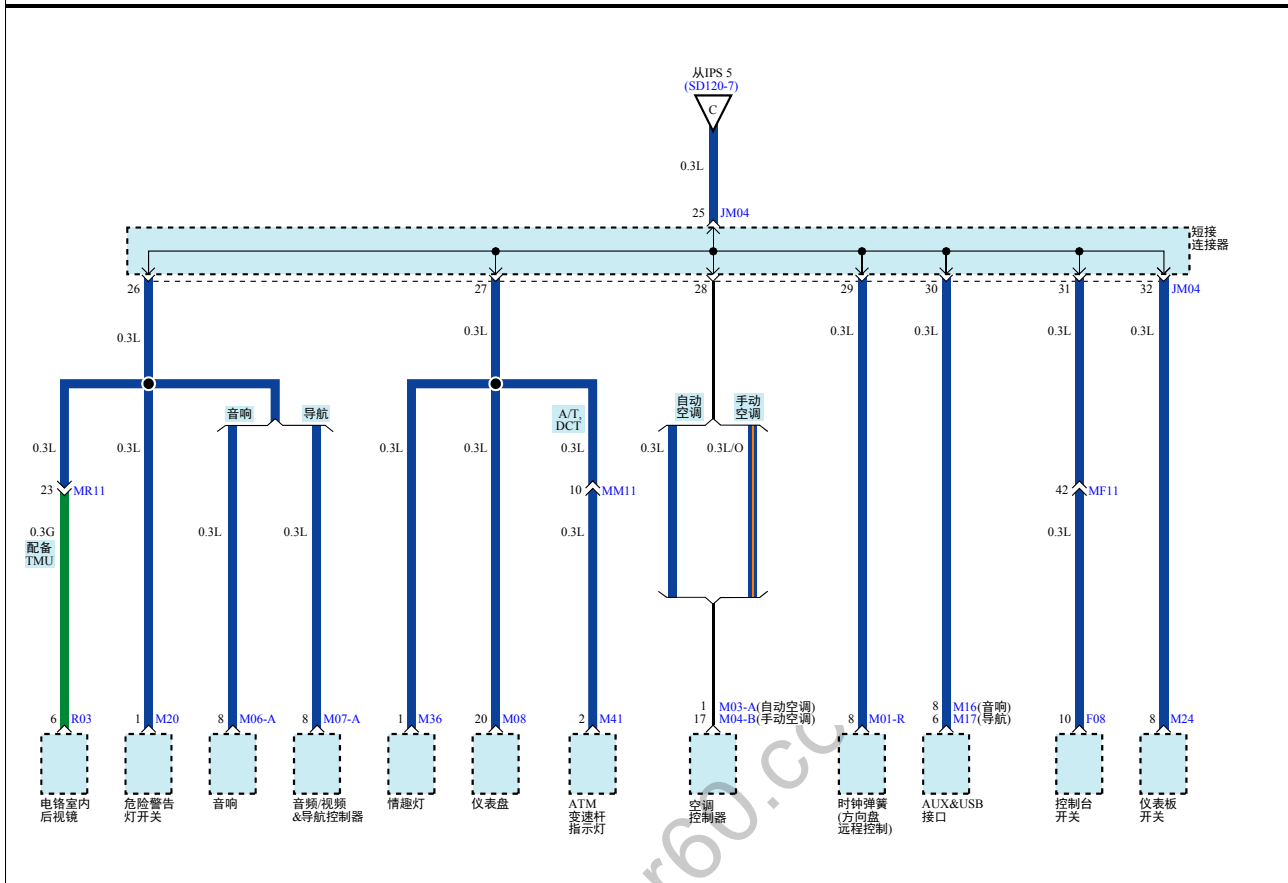 从IPS 5
(SD120-7)
C
0.3L
25 JM04
短接
连接器
26 27 28 29 30 31 32 JM04
0.3L 0.3L 0.3L 0.3L 0.3L 0.3L
音响 导航 A/T,
DCT
自动
空调
手动
空调
0.3L 0.3L 0.3L 0.3L 0.3L 0.3L 0.3L/O
23 MR11 10 MM11 42 MF11
0.3G 0.3L 0.3L 0.3L 0.3L
配备
TMU
6 R03
1 M20
8 M06-A
8 M07-A
1 M36
20 M08
2 M41
1 M03-A(自动空调)
17 M04-B(手动空调)
8 M01-R
8 M16(音响)
6 M17(导航)
10 F08
8 M24
电铬室内
后视镜
危险警告
灯开关
音响
音频/视频
&导航控制器
情趣灯
仪表盘
ATM
变速杆
指示灯
空调
控制器
时钟弹簧
(方向盘
远程控制)
AUX&USB
接口
控制台
开关
仪表板
开关